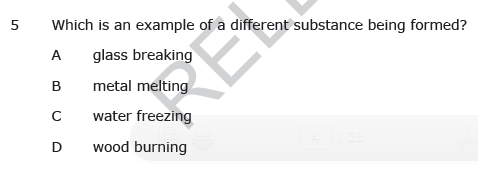 5 Which is an example of a different substance being formed?
A glass breaking
B metal melting
C water freezing
D wood burning